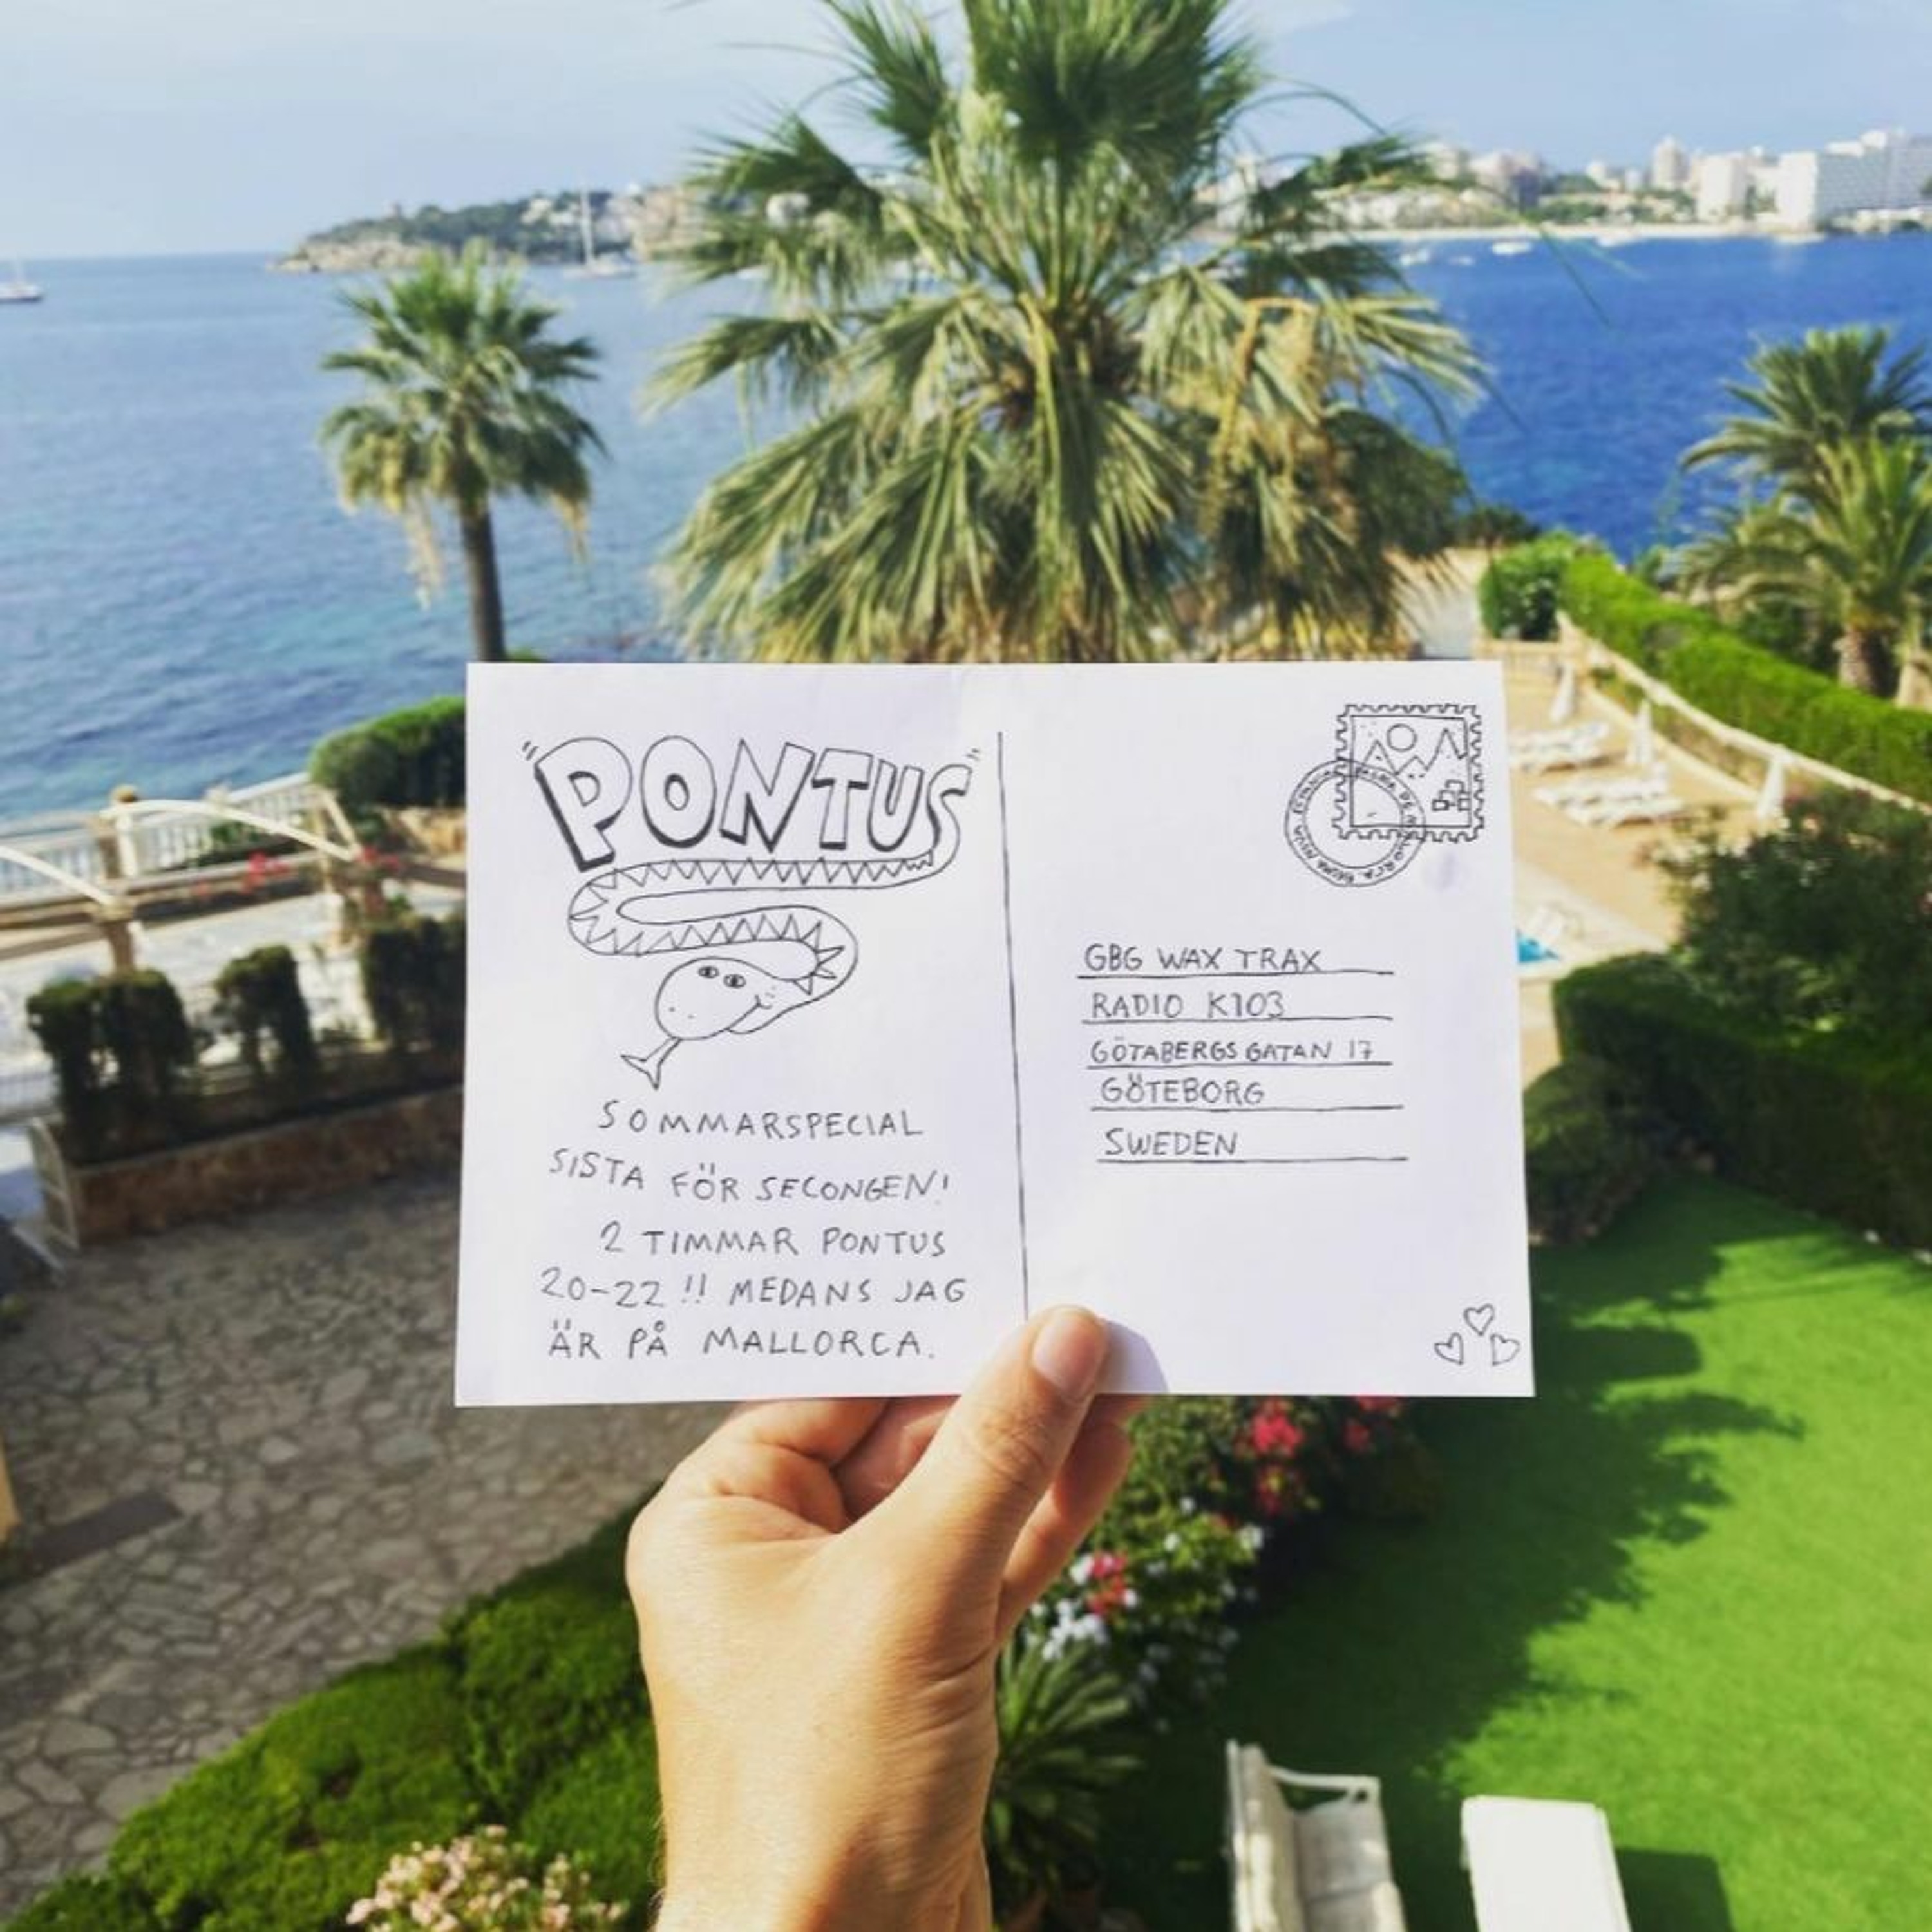 PONTUS
SOMMARSPECIAL
SISTA FÖR SECONGEN!
2 TIMMAR PONTUS
20-22!! MEDANS JAG
ÄR PÅ MALLORCA.
GBG WAX TRAX
RADIO K103
GÖTABERGSGATAN 17
GÖTEBORG
SWEDEN